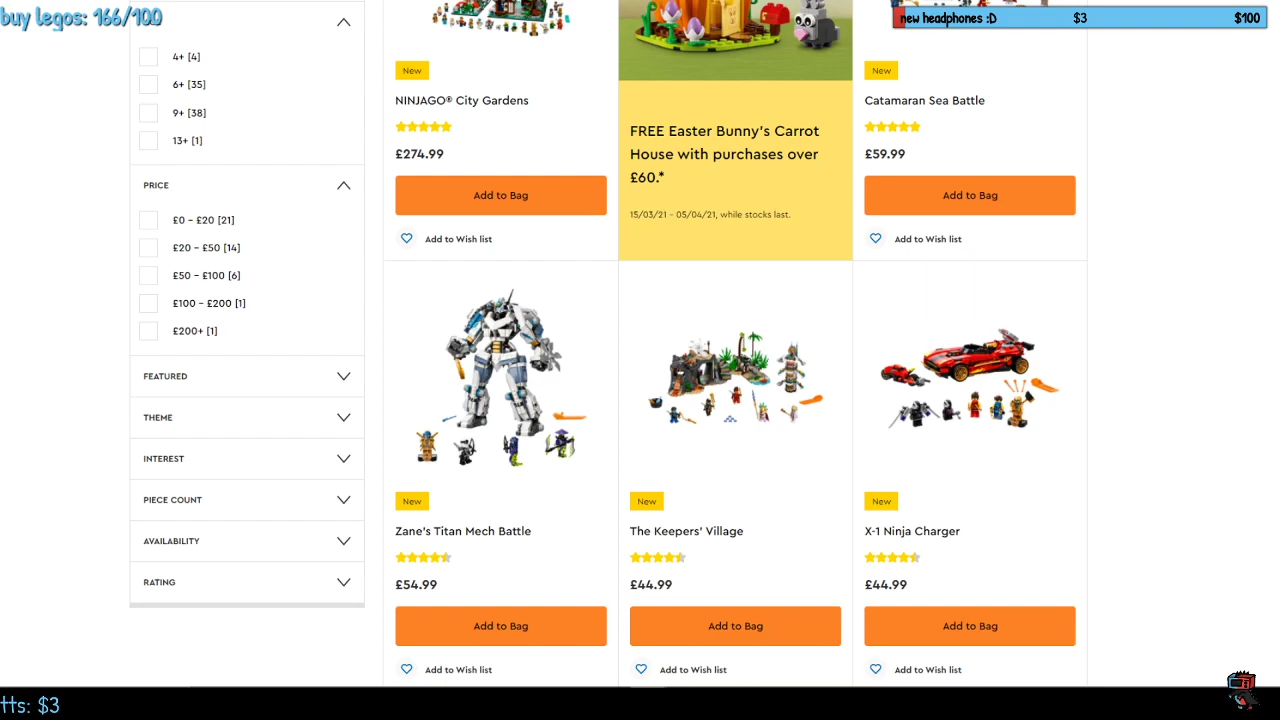 buy legos: 166/100
new headphones :D $3 $100
4+ [4]
6+ [35]
9+ [38]
13+ [1]
PRICE
£0 - £20 [21]
£20 - £50 [14]
£50 - £100 [6]
£100 - £200 [1]
£200+ [1]
FEATURED
THEME
INTEREST
PIECE COUNT
AVAILABILITY
RATING
New
NINJAGO® City Gardens
£274.99
Add to Bag
Add to Wish list
FREE Easter Bunny's Carrot
House with purchases over
£60.*
15/03/21 - 05/04/21, while stocks last.
New
Catamaran Sea Battle
£59.99
Add to Bag
Add to Wish list
New
Zane's Titan Mech Battle
£54.99
Add to Bag
Add to Wish list
New
The Keepers' Village
£44.99
Add to Bag
Add to Wish list
New
X-1 Ninja Charger
£44.99
Add to Bag
Add to Wish list
tts: $3